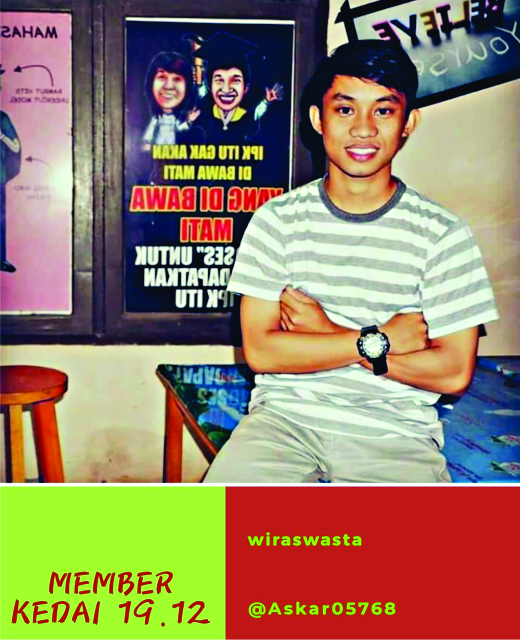 MAHAS
BELIEVE
IPK ITU GAK AKAN
DI BAWA MATI
YANG DI BAWA
MATI
SES" UNTUK
DAPATKAN
IPK ITU
wiraswasta
MEMBER
KEDAI 19.12
@Askar05768